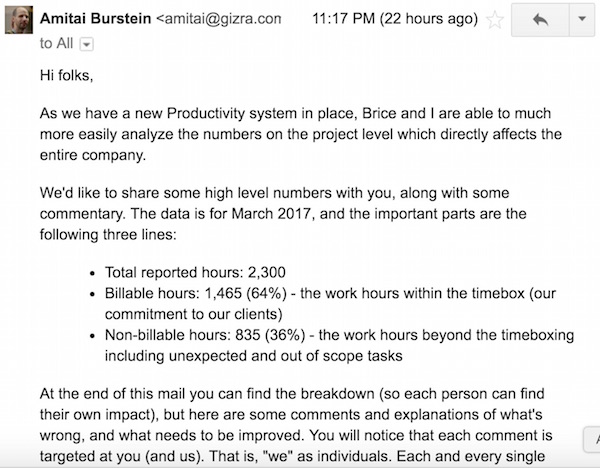 Amitai Burstein <amitai@gizra.con 11:17 PM (22 hours ago)
to All
Hi folks,
As we have a new Productivity system in place, Brice and I are able to much
more easily analyze the numbers on the project level which directly affects the
entire company.
We'd like to share some high level numbers with you, along with some
commentary. The data is for March 2017, and the important parts are the
following three lines:
• Total reported hours: 2,300
• Billable hours: 1,465 (64%) - the work hours within the timebox (our
commitment to our clients)
• Non-billable hours: 835 (36%) - the work hours beyond the timeboxing
including unexpected and out of scope tasks
At the end of this mail you can find the breakdown (so each person can find
their own impact), but here are some comments and explanations of what's
wrong, and what needs to be improved. You will notice that each comment is
targeted at you (and us). That is, "we" as individuals. Each and every single